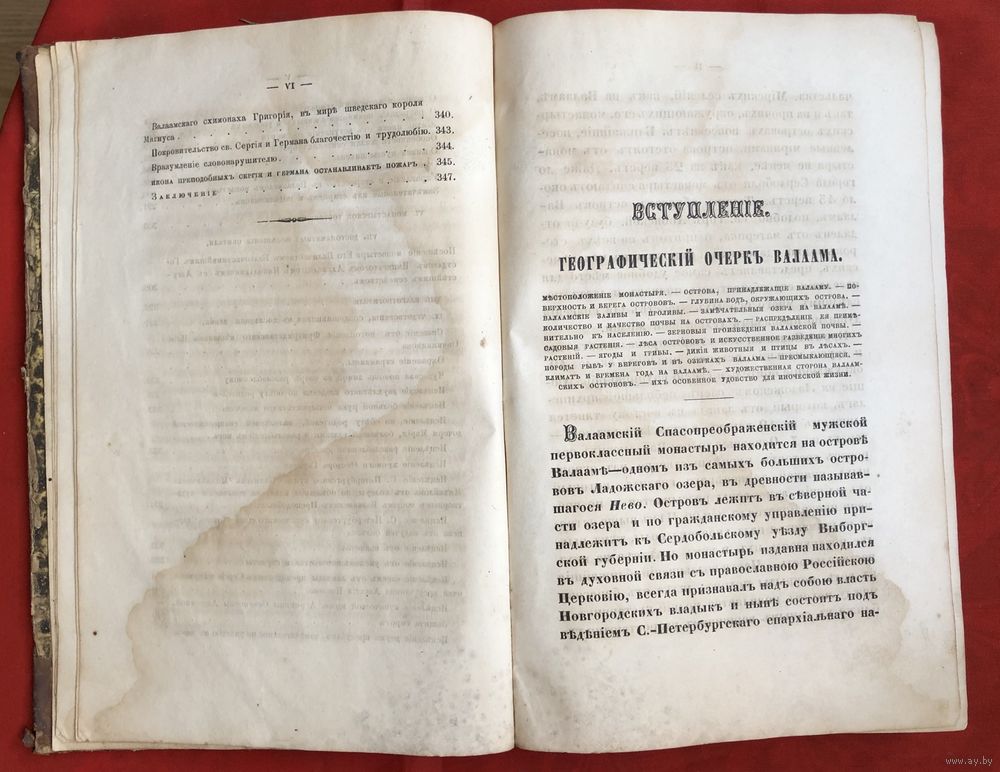 — VI —
Валаамскаго схимонаха Григорія, въ мирѣ шведскаго короля
Магнуса . . . . . . . . . . 340.
Покровительство св. Сергія и Германа благочестію и трудолюбію. 343.
Вразумленіе словонарушителю . . . . . . . 344.
Икона преподобныхъ Сергія и Германа останавливаетъ пожаръ . 345.
Заключеніе . . . . . . . . . 347.
ВСТУПЛЕНІЕ.
ГЕОГРАФИЧЕСКІЙ ОЧЕРКЪ ВАЛААМА.
МѢСТОПОЛОЖЕНІЕ МОНАСТЫРЯ. — ОСТРОВА, ПРИНАДЛЕЖАЩІЕ ВАЛААМУ. — ПО-
ВЕРХНОСТЬ И БЕРЕГА ОСТРОВОВЪ. — ГЛУБИНА ВОДЪ, ОКРУЖАЮЩИХЪ ОСТРОВА. —
ВАЛААМСКІЕ ЗАЛИВЫ И ПРОЛИВЫ. — ЗАМѢЧАТЕЛЬНЫ ОЗЕРА НА ВАЛААМѢ. —
КОЛИЧЕСТВО И КАЧЕСТВО ПОЧВЫ НА ОСТРОВАХЪ. — РАСПРЕДѢЛЕНІЕ ЕЯ ПРИМѢ-
НИТЕЛЬНО КЪ НАСЕЛЕНІЮ. — ЗЕРНОВЫЯ ПРОИЗВЕДЕНІЯ ВАЛААМСКОЙ ПОЧВЫ. —
САДОВЫЯ РАСТЕНІЯ. — ЛѢСА ОСТРОВОВЪ И ИСКУССТВЕННОЕ РАЗВЕДЕНІЕ МНОГИХЪ
РАСТЕНІЙ. — ЯГОДЫ И ГРИБЫ. — ДИКІЯ ЖИВОТНЫЯ И ПТИЦЫ ВЪ ЛѢСАХЪ. —
ПОРОДЫ РЫБЪ У БЕРЕГОВЪ И ВЪ ОЗЕРКАХЪ ВАЛААМА — ПРЕСМЫКАЮЩІЯСЯ. —
КЛИМАТЪ И ВРЕМЕНА ГОДА НА ВАЛААМѢ. — ХУДОЖЕСТВЕННАЯ СТОРОНА ВАЛААМ-
СКИХЪ ОСТРОВОВЪ. — ИХЪ ОСОБЕННОЕ УДОБСТВО ДЛЯ ИНОЧЕСКОЙ ЖИЗНИ.
Валаамскій Спасопреображенскій мужской
первоклассный монастырь находится на островѣ
Валаамѣ—одномъ изъ самыхъ большихъ остро-
вовъ Ладожскаго озера, въ древности называв-
шагося Нево. Островъ лежитъ въ сѣверной ча-
сти озера и по гражданскому управленію при-
надлежитъ къ Сердобольскому уѣзду Выборг-
ской губерніи. Но монастырь издавна находился
въ духовной связи съ православною Россійскою
Церковію, всегда признавалъ надъ собою власть
Новгородскихъ владыкъ и нынѣ состоитъ подъ
вѣдѣніемъ С.-Петербургскаго епархіальнаго на-
www.ay.by